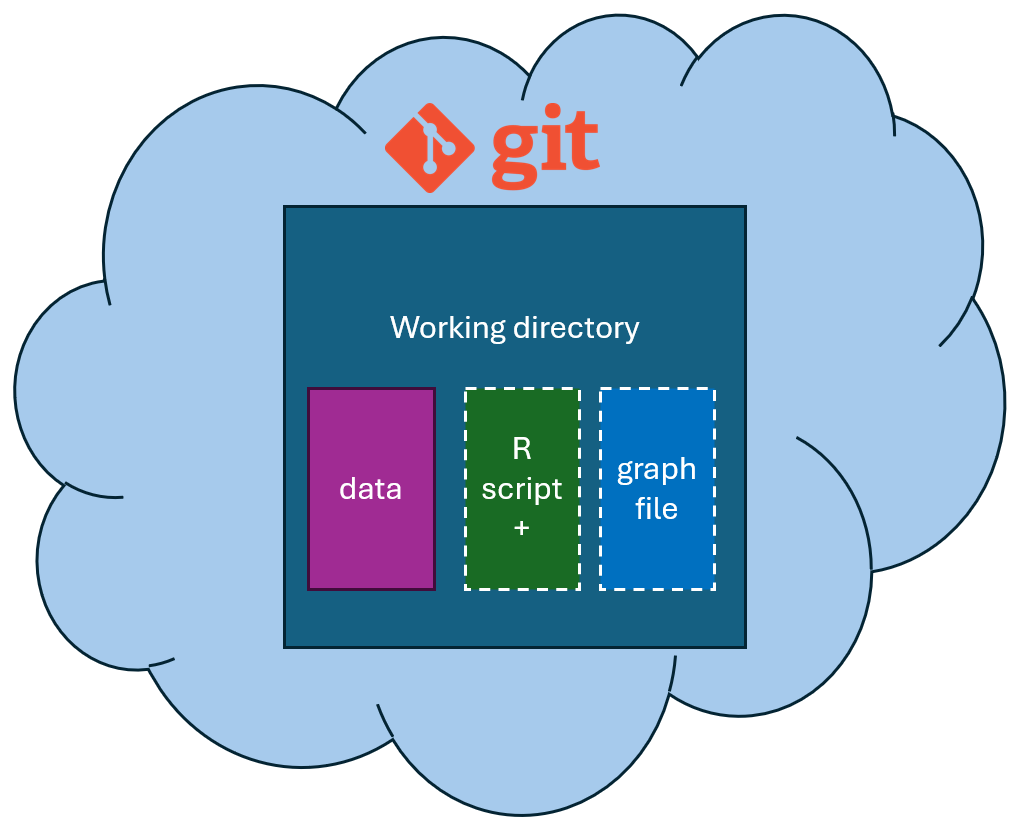 git
Working directory
data
R
script
+
graph
file